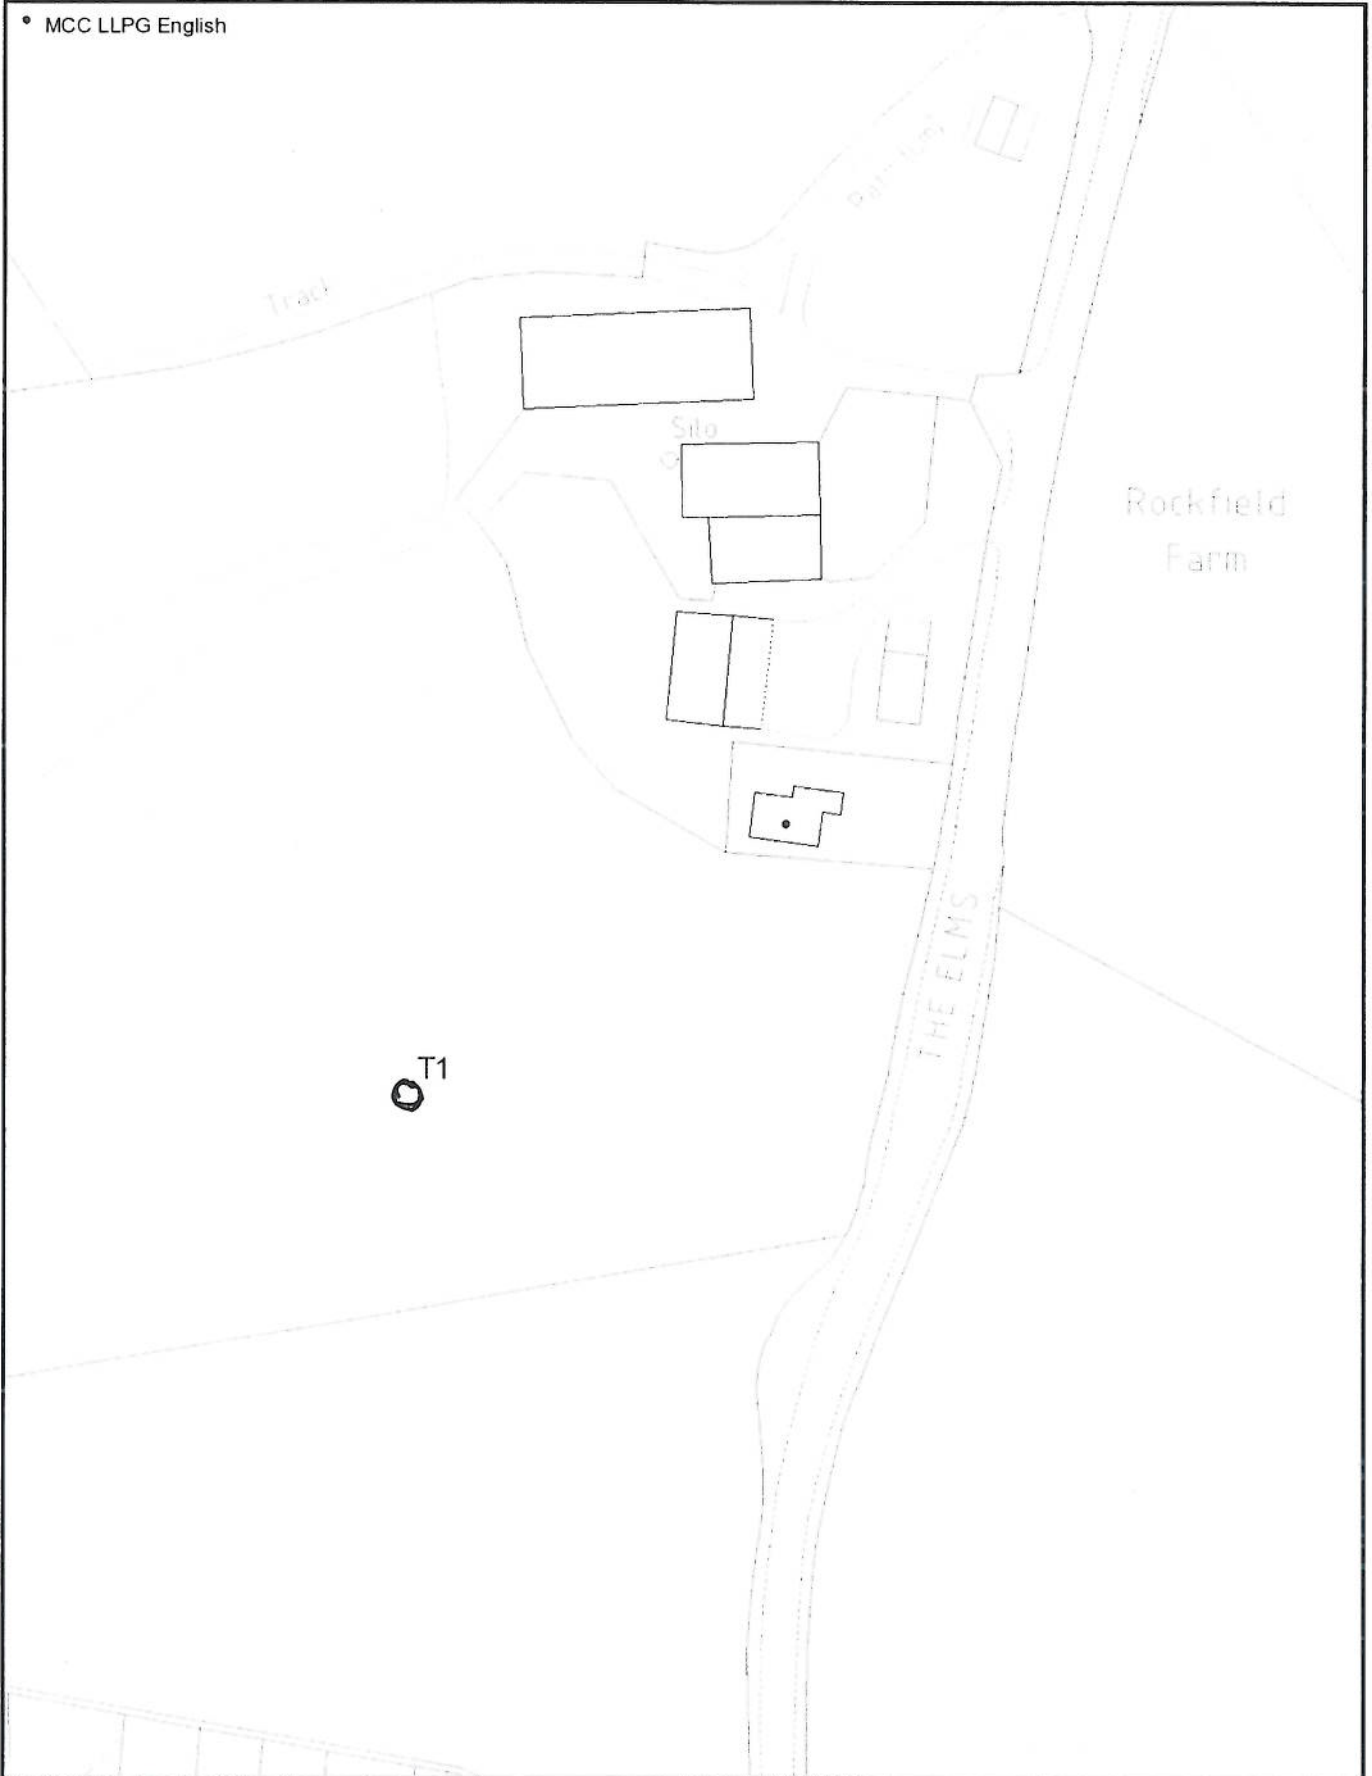 MCC LLPG English
Path (um)
Track
Silo
Rockfield
Farm
THE ELMS
T1